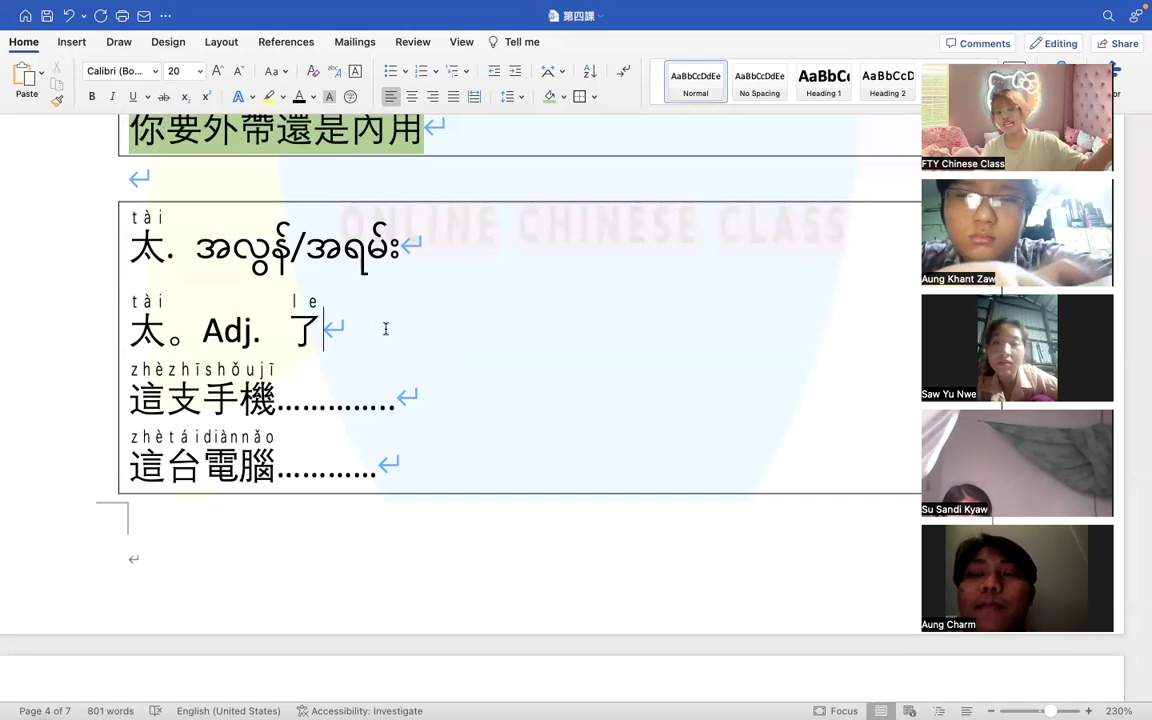 第四課
Home Insert Draw Design Layout References Mailings Review View Tell me
Comments Editing Share
Paste
Calibri (Bo... 20
AaBbCcDdEe AaBbCcDdEe AaBbC AaBbCcD
Normal No Spacing Heading 1 Heading 2
你要外帶還是內用
ONLINE CHINESE CLASS
tài
太. အလွန်/အရမ်း
tài le
太。Adj. 了
zhèzhīshǒujī
這支手機…………..
zhètáidiànnǎo
這台電腦…………
FTY Chinese Class
Aung Khant Zaw
Saw Yu Nwe
Su Sandi Kyaw
Aung Charm
Page 4 of 7 801 words English (United States) Accessibility: Investigate Focus 230%